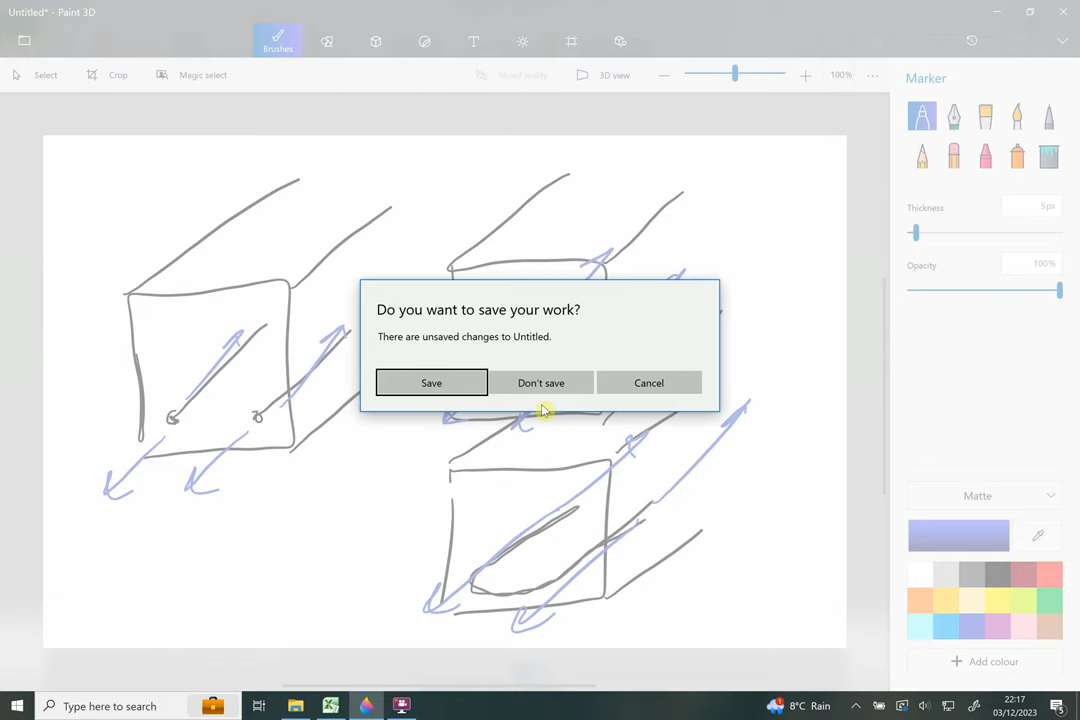 Untitled* - Paint 3D
Brushes
Select
Crop
Magic select
Mixed reality
3D view
100%
Marker
Thickness
5px
Opacity
100%
Do you want to save your work?
There are unsaved changes to Untitled.
Save
Don't save
Cancel
Matte
Add colour
Type here to search
8°C Rain
22:17
03/12/2023
5